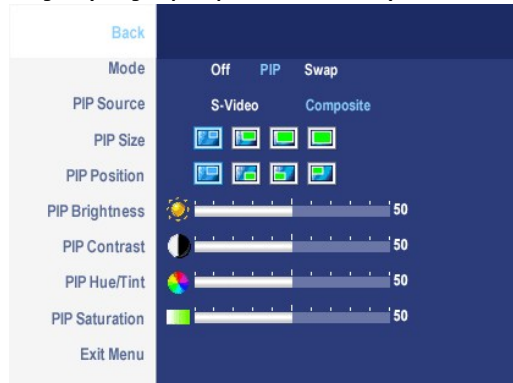 Back
Mode Off PIP Swap
PIP Source S-Video Composite
PIP Size
PIP Position
PIP Brightness 50
PIP Contrast 50
PIP Hue/Tint 50
PIP Saturation 50
Exit Menu